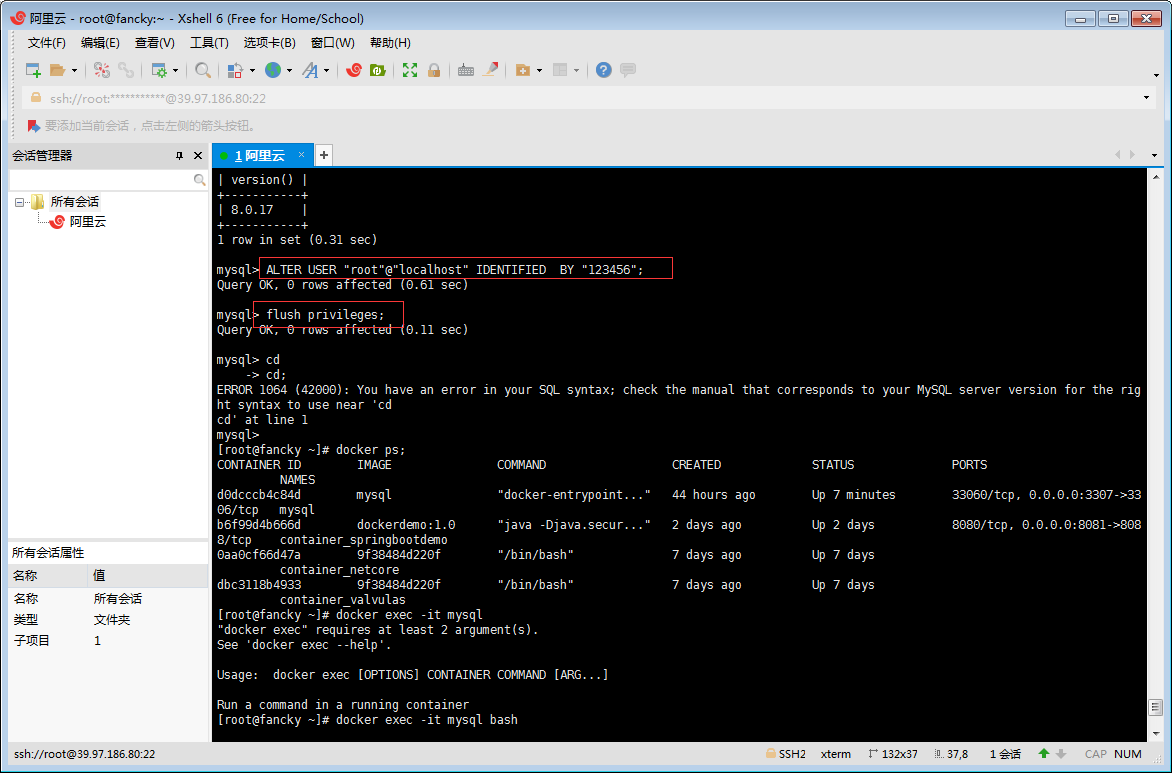 阿里云 - root@fancky:~ - Xshell 6 (Free for Home/School)
文件(F) 编辑(E) 查看(V) 工具(T) 选项卡(B) 窗口(W) 帮助(H)
ssh://root:***********@39.97.186.80:22
要添加当前会话，点击左侧的箭头按钮。
会话管理器
所有会话
阿里云
所有会话属性
名称 值
名称 所有会话
类型 文件夹
子项目 1
1 阿里云 × +
| version() |
+-----------+
| 8.0.17    |
+-----------+
1 row in set (0.31 sec)
mysql> ALTER USER "root"@"localhost" IDENTIFIED  BY "123456";
Query OK, 0 rows affected (0.61 sec)
mysql> flush privileges;
Query OK, 0 rows affected (0.11 sec)
mysql> cd
    -> cd;
ERROR 1064 (42000): You have an error in your SQL syntax; check the manual that corresponds to your MySQL server version for the rig
ht syntax to use near 'cd
cd' at line 1
mysql>
[root@fancky ~]# docker ps;
CONTAINER ID        IMAGE               COMMAND                  CREATED             STATUS              PORTS
         NAMES
d0dcccb4c84d        mysql               "docker-entrypoint..."   44 hours ago        Up 7 minutes        33060/tcp, 0.0.0.0:3307->33
06/tcp   mysql
b6f99d4b666d        dockerdemo:1.0      "java -Djava.secur..."   2 days ago          Up 2 days           8080/tcp, 0.0.0.0:8081->808
8/tcp    container_springbootdemo
0aa0cf66d47a        9f38484d220f        "/bin/bash"              7 days ago          Up 7 days
         container_netcore
dbc3118b4933        9f38484d220f        "/bin/bash"              7 days ago          Up 7 days
         container_valvulas
[root@fancky ~]# docker exec -it mysql
"docker exec" requires at least 2 argument(s).
See 'docker exec --help'.
Usage:  docker exec [OPTIONS] CONTAINER COMMAND [ARG...]
Run a command in a running container
[root@fancky ~]# docker exec -it mysql bash
ssh://root@39.97.186.80:22 SSH2 xterm 132x37 37,8 1 会话 CAP NUM